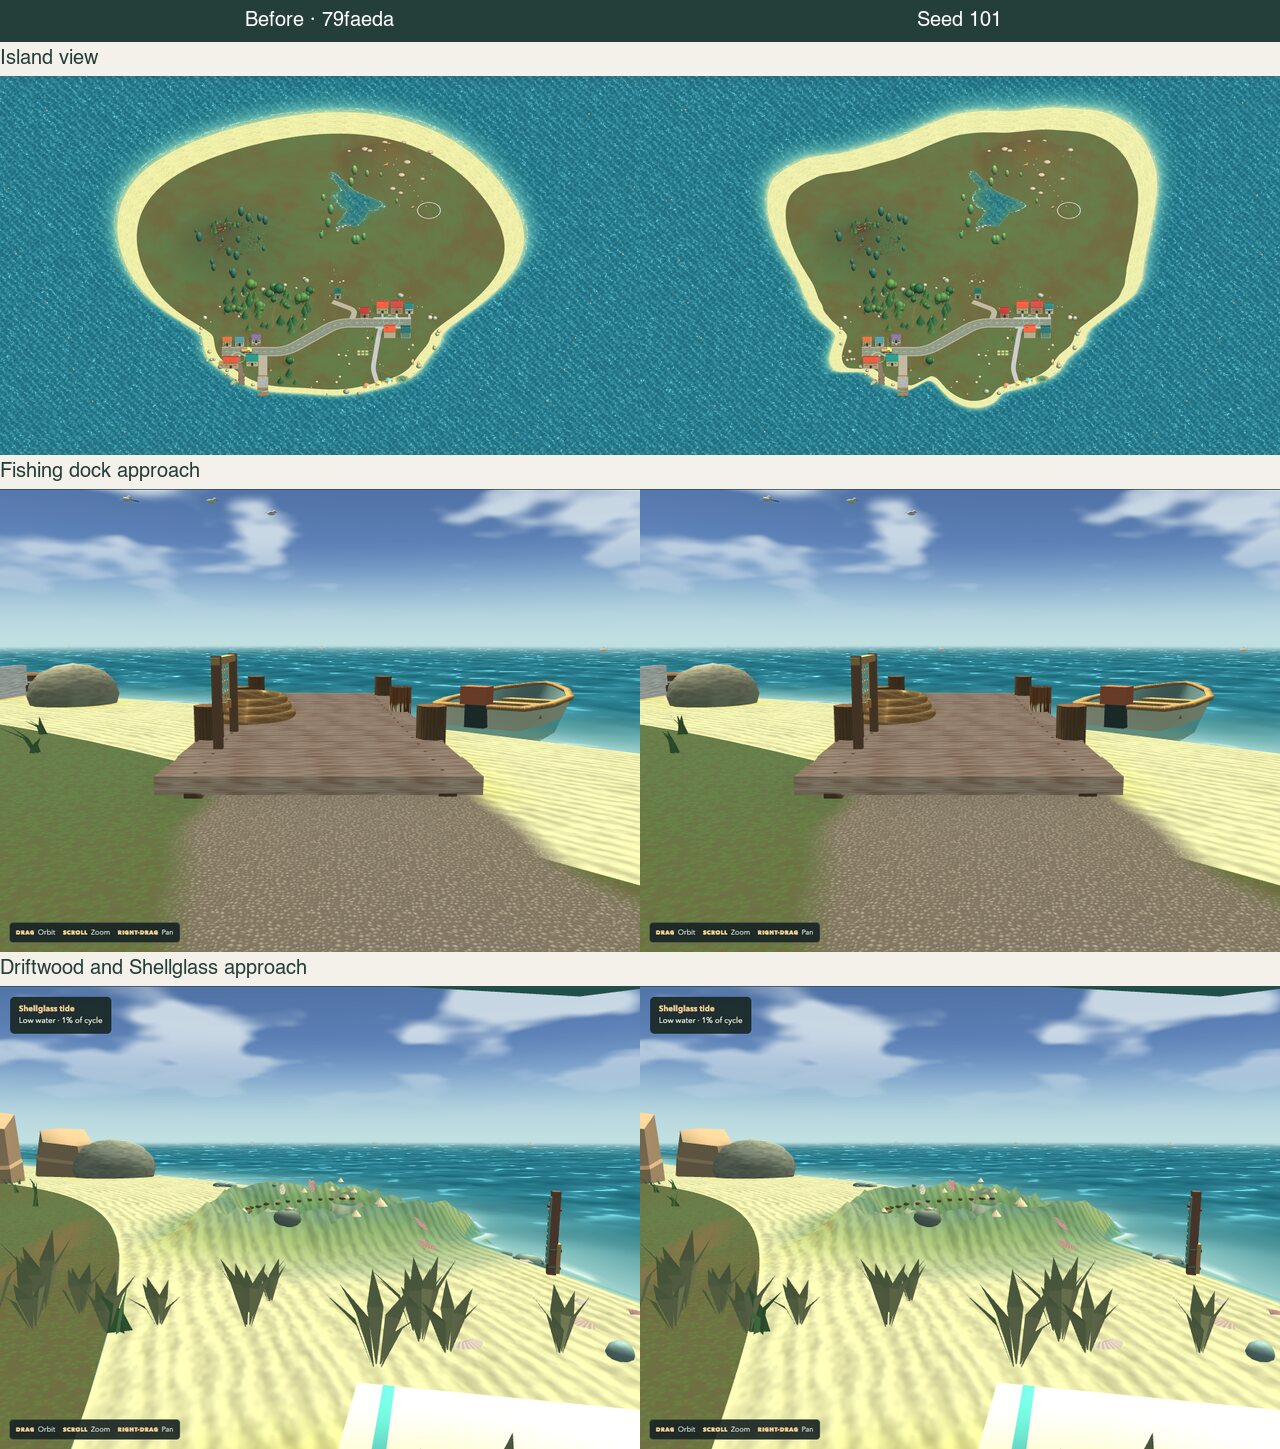 Before · 79faeda
Seed 101
Island view
Fishing dock approach
DRAG Orbit SCROLL Zoom RIGHT-DRAG Pan
DRAG Orbit SCROLL Zoom RIGHT-DRAG Pan
Driftwood and Shellglass approach
Shellglass tide
Low water · 1% of cycle
Shellglass tide
Low water · 1% of cycle
DRAG Orbit SCROLL Zoom RIGHT-DRAG Pan
DRAG Orbit SCROLL Zoom RIGHT-DRAG Pan